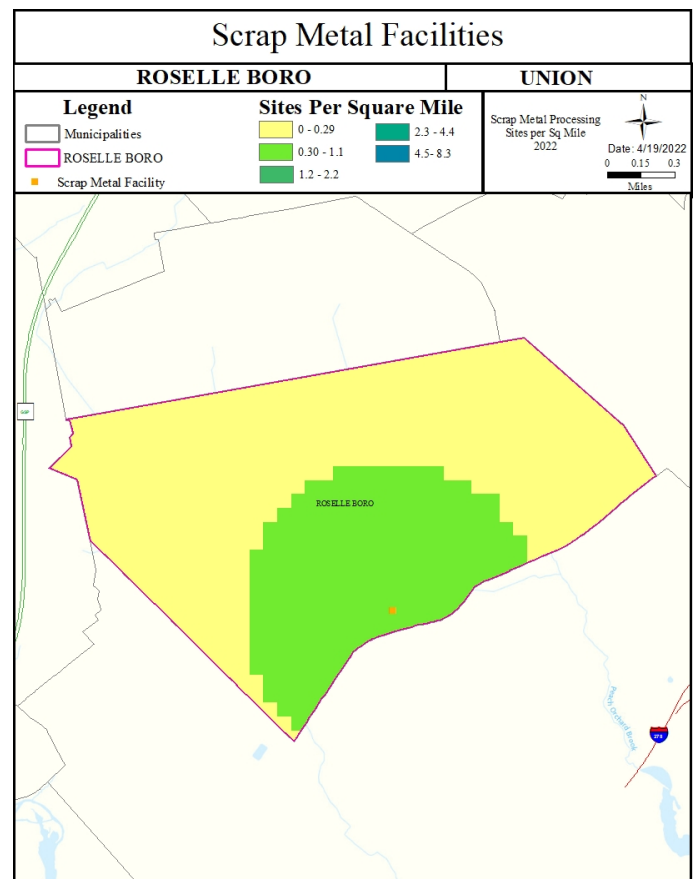 Scrap Metal Facilities
ROSELLE BORO
UNION
Legend
Municipalities
ROSELLE BORO
Scrap Metal Facility
Sites Per Square Mile
0 - 0.29
0.30 - 1.1
1.2 - 2.2
2.3 - 4.4
4.5- 8.3
Scrap Metal Processing
Sites per Sq Mile
2022
N
Date: 4/19/2022
0 0.15 0.3
Miles
GSP
ROSELLE BORO
Peach Orchard Brook
278